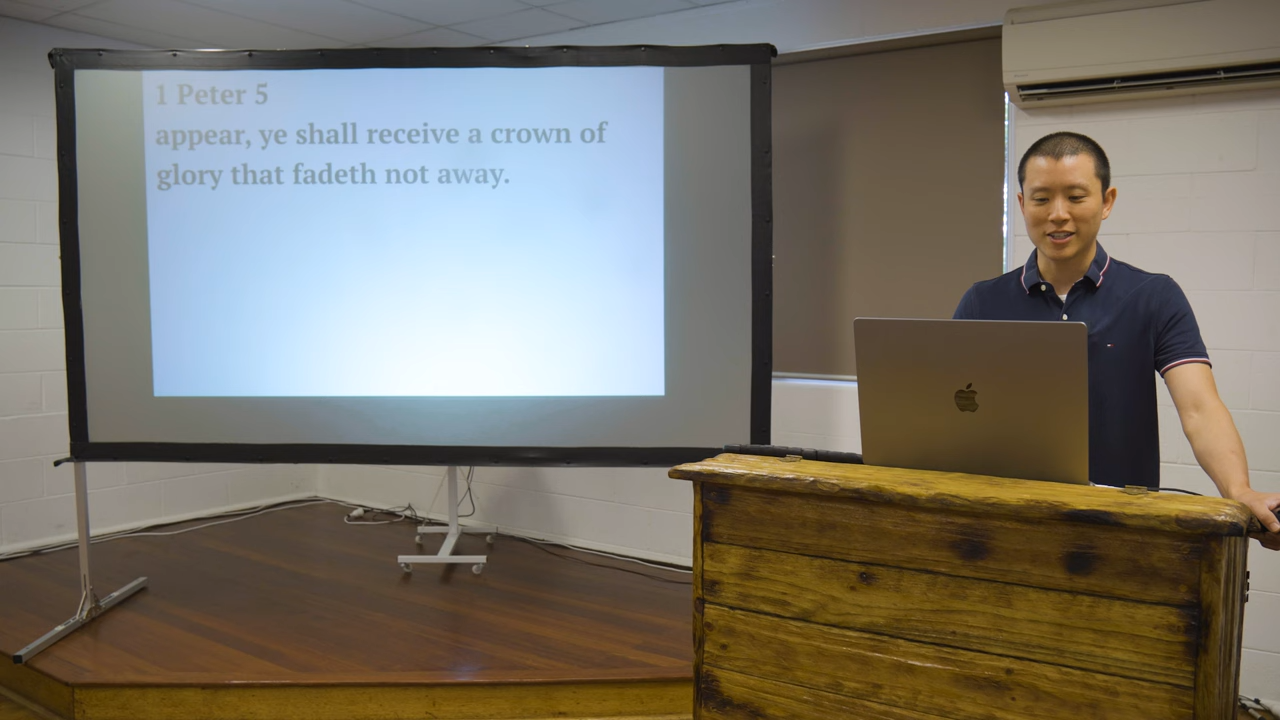 1 Peter 5
appear, ye shall receive a crown of
glory that fadeth not away.